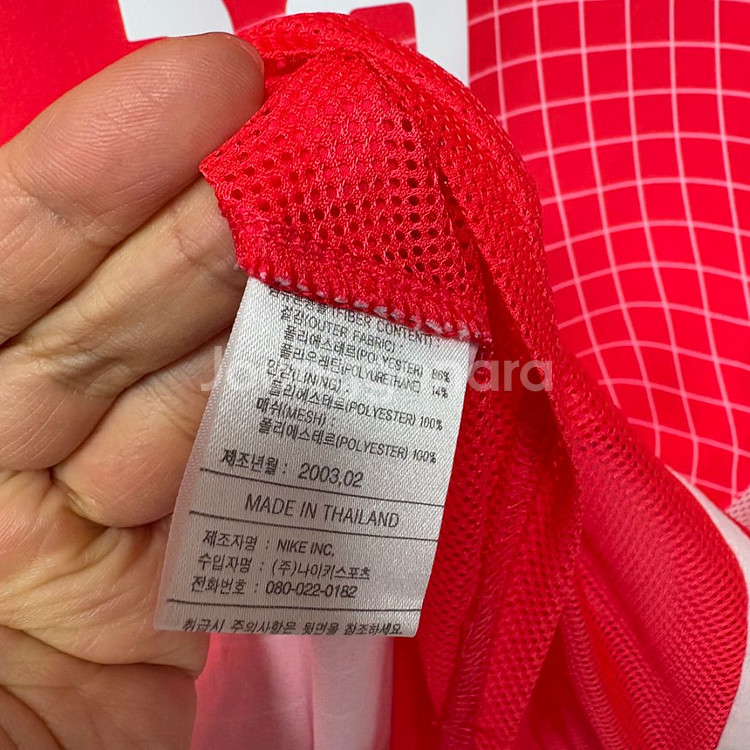 (FIBER CONTENT)
겉감(OUTER FABRIC)
폴리에스테르(POLYESTER) 86%
폴리우레탄(POLYURETHANE) 14%
안감(LINING) :
폴리에스테르(POLYESTER) 100%
매쉬(MESH) :
폴리에스테르(POLYESTER) 100%
제조년월 : 2003.02
MADE IN THAILAND
제조자명 : NIKE INC.
수입자명 : (주)나이키스포츠
전화번호 : 080-022-0182
취급시 주의사항은 뒷면을 참조하세요.